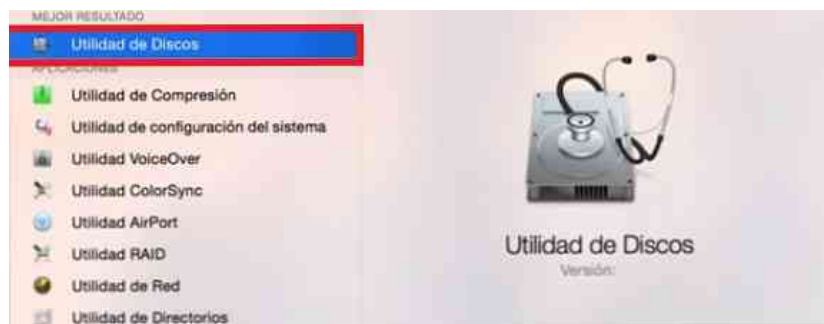 MEJOR RESULTADO
Utilidad de Discos
APLICACIONES
Utilidad de Compresión
Utilidad de configuración del sistema
Utilidad VoiceOver
Utilidad ColorSync
Utilidad AirPort
Utilidad RAID
Utilidad de Red
Utilidad de Directorios
Utilidad de Discos
Versión: